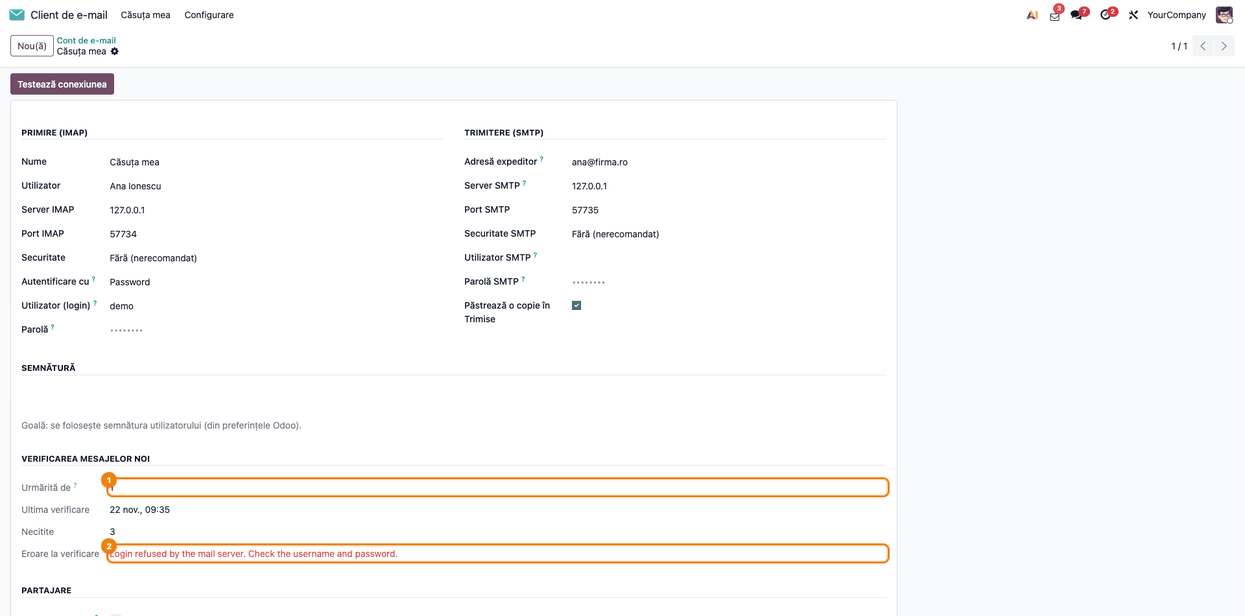 Client de e-mail Căsuța mea Configurare
3 7 2 YourCompany
Nou(ă) Cont de e-mail
Căsuța mea
1 / 1
Testează conexiunea
PRIMIRE (IMAP)
Nume Căsuța mea
Utilizator Ana Ionescu
Server IMAP 127.0.0.1
Port IMAP 57734
Securitate Fără (nerecomandat)
Autentificare cu ? Password
Utilizator (login) ? demo
Parolă ? ••••••••
TRIMITERE (SMTP)
Adresă expeditor ? ana@firma.ro
Server SMTP ? 127.0.0.1
Port SMTP 57735
Securitate SMTP Fără (nerecomandat)
Utilizator SMTP ?
Parolă SMTP ? ••••••••
Păstrează o copie în
Trimise
SEMNĂTURĂ
Goală: se folosește semnătura utilizatorului (din preferințele Odoo).
VERIFICAREA MESAJELOR NOI
1
Urmărită de ?
Ultima verificare 22 nov., 09:35
Necitite 3
2
Eroare la verificare Login refused by the mail server. Check the username and password.
PARTAJARE